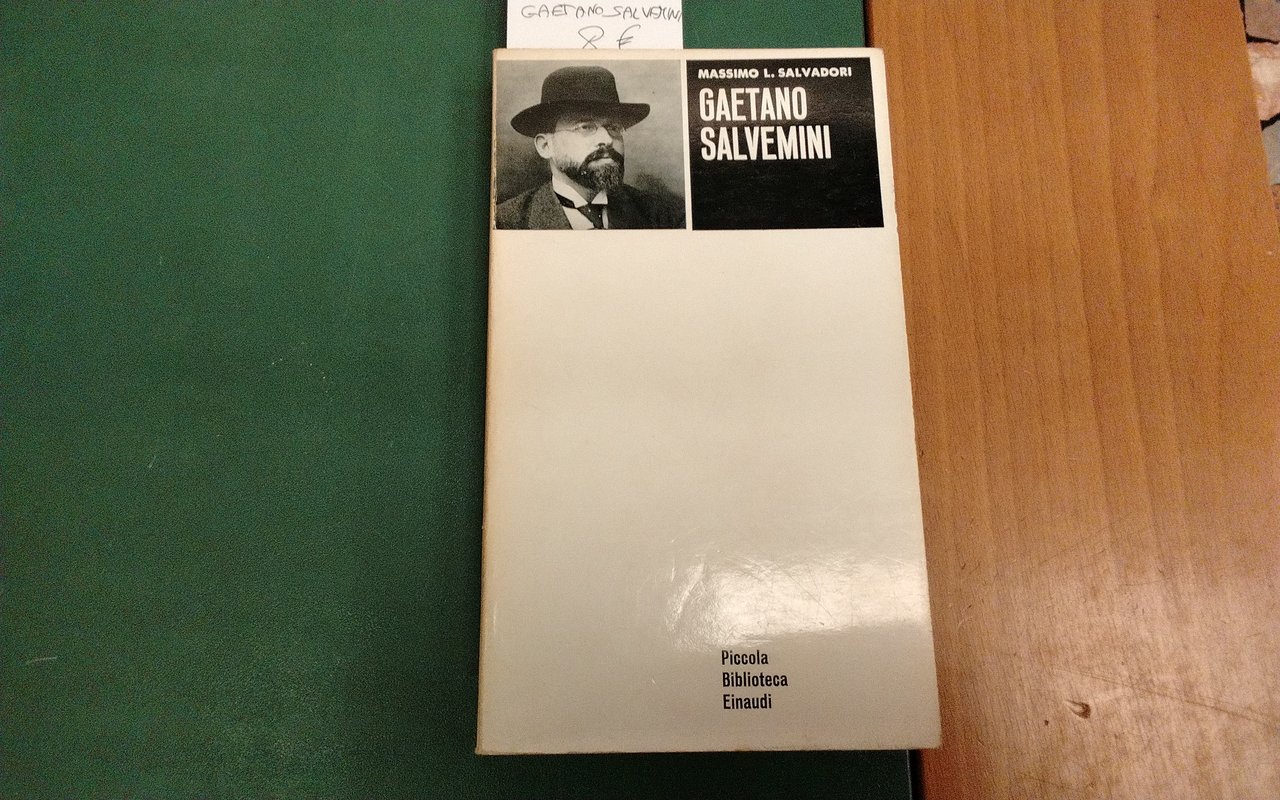 GAETANO SALVEMINI
8 €
MASSIMO L. SALVADORI
GAETANO
SALVEMINI
Piccola
Biblioteca
Einaudi